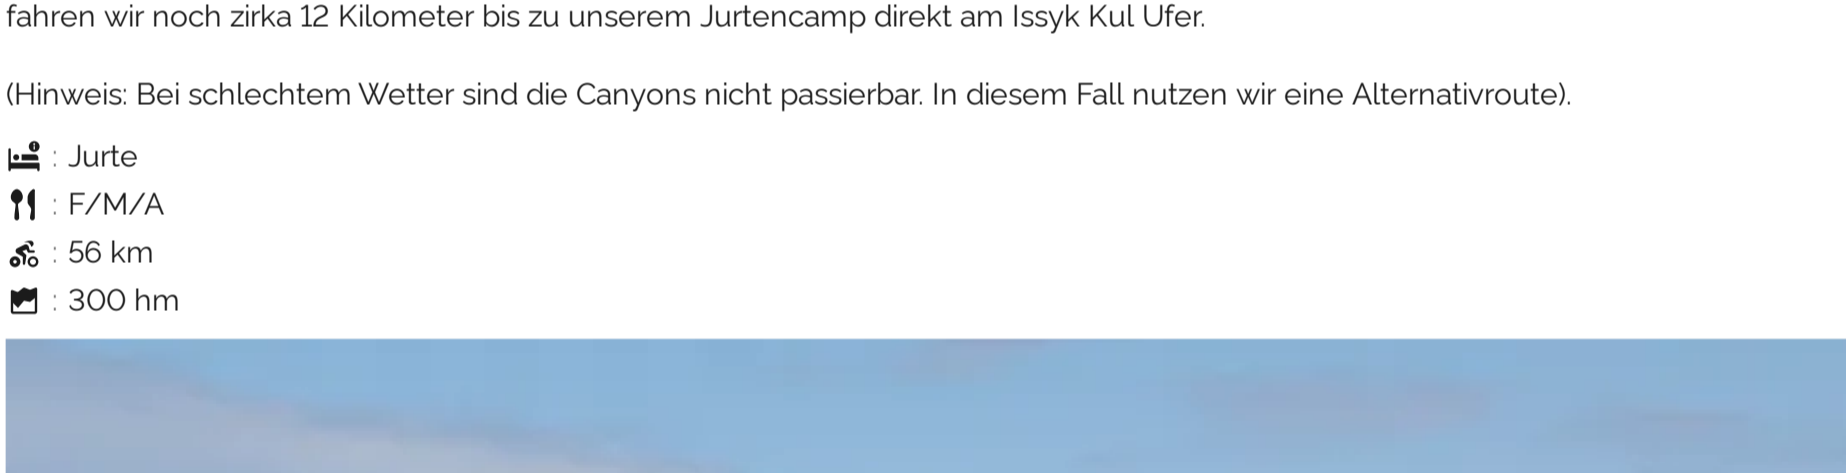 fahren wir noch zirka 12 Kilometer bis zu unserem Jurtencamp direkt am Issyk Kul Ufer.
(Hinweis: Bei schlechtem Wetter sind die Canyons nicht passierbar. In diesem Fall nutzen wir eine Alternativroute).
: Jurte
: F/M/A
: 56 km
: 300 hm